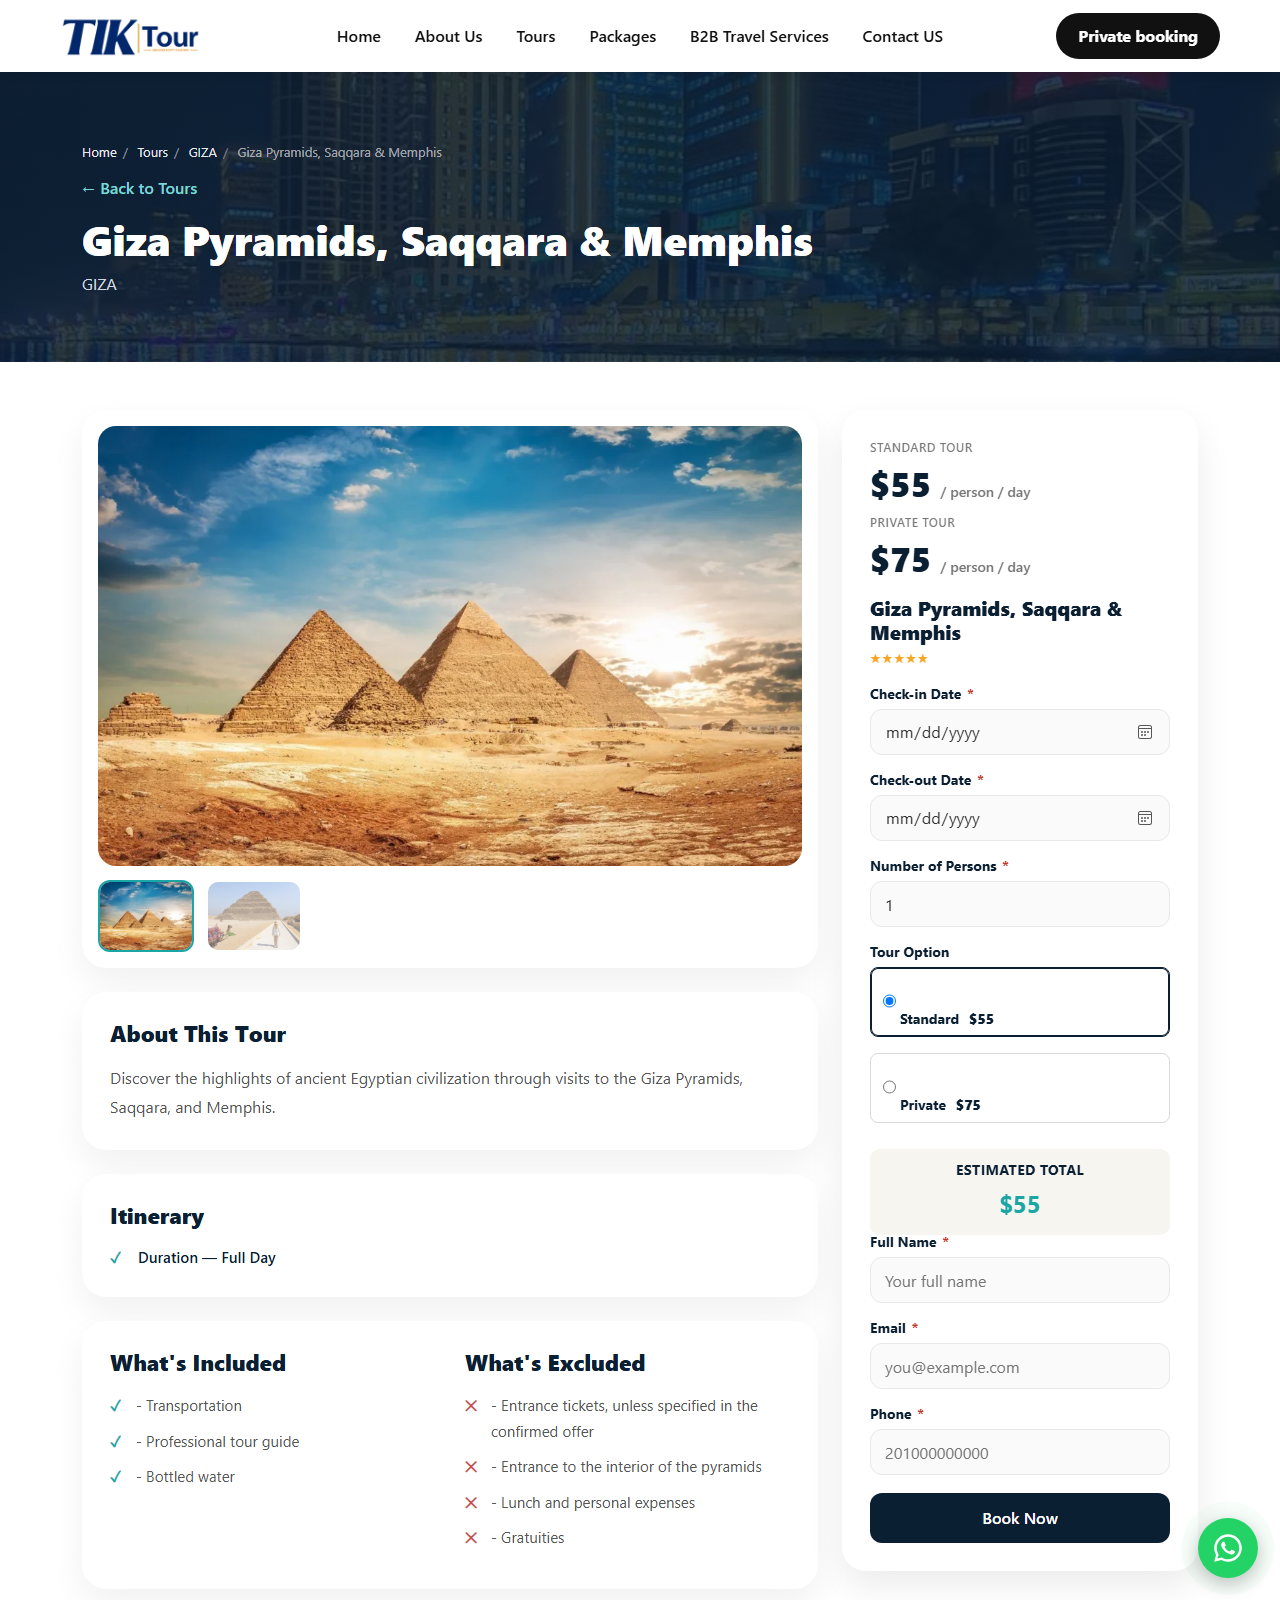 TIK Tour
Home
About Us
Tours
Packages
B2B Travel Services
Contact US
Private booking
Home / Tours / GIZA / Giza Pyramids, Saqqara & Memphis
← Back to Tours
Giza Pyramids, Saqqara & Memphis
GIZA
STANDARD TOUR
$55 / person / day
PRIVATE TOUR
$75 / person / day
Giza Pyramids, Saqqara &
Memphis
★★★★★
Check-in Date *
mm/dd/yyyy
Check-out Date *
mm/dd/yyyy
Number of Persons *
1
Tour Option
Standard $55
Private $75
ESTIMATED TOTAL
$55
Full Name *
Your full name
Email *
you@example.com
Phone *
201000000000
Book Now
About This Tour
Discover the highlights of ancient Egyptian civilization through visits to the Giza Pyramids,
Saqqara, and Memphis.
Itinerary
✓ Duration — Full Day
What's Included
✓ - Transportation
✓ - Professional tour guide
✓ - Bottled water
What's Excluded
✕ - Entrance tickets, unless specified in the
confirmed offer
✕ - Entrance to the interior of the pyramids
✕ - Lunch and personal expenses
✕ - Gratuities